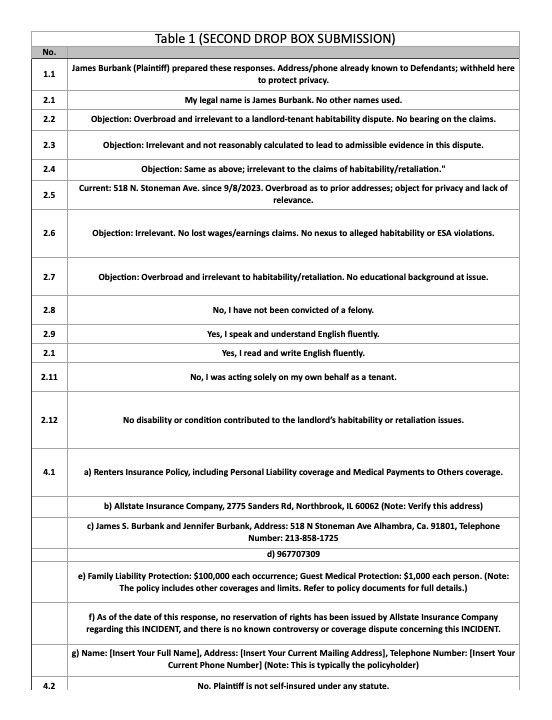 Table 1 (SECOND DROP BOX SUBMISSION)
No.
1.1 James Burbank (Plaintiff) prepared these responses. Address/phone already known to Defendants; withheld here
to protect privacy.
2.1 My legal name is James Burbank. No other names used.
2.2 Objection: Overbroad and irrelevant to a landlord-tenant habitability dispute. No bearing on the claims.
2.3 Objection: Irrelevant and not reasonably calculated to lead to admissible evidence in this dispute.
2.4 Objection: Same as above; irrelevant to the claims of habitability/retaliation."
2.5 Current: 518 N. Stoneman Ave. since 9/8/2023. Overbroad as to prior addresses; object for privacy and lack of
relevance.
2.6 Objection: Irrelevant. No lost wages/earnings claims. No nexus to alleged habitability or ESA violations.
2.7 Objection: Overbroad and irrelevant to habitability/retaliation. No educational background at issue.
2.8 No, I have not been convicted of a felony.
2.9 Yes, I speak and understand English fluently.
2.1 Yes, I read and write English fluently.
2.11 No, I was acting solely on my own behalf as a tenant.
2.12 No disability or condition contributed to the landlord's habitability or retaliation issues.
4.1 a) Renters Insurance Policy, including Personal Liability coverage and Medical Payments to Others coverage.
b) Allstate Insurance Company, 2775 Sanders Rd, Northbrook, IL 60062 (Note: Verify this address)
c) James S. Burbank and Jennifer Burbank, Address: 518 N Stoneman Ave Alhambra, Ca. 91801, Telephone
Number: 213-858-1725
d) 967707309
e) Family Liability Protection: $100,000 each occurrence; Guest Medical Protection: $1,000 each person. (Note:
The policy includes other coverages and limits. Refer to policy documents for full details.)
f) As of the date of this response, no reservation of rights has been issued by Allstate Insurance Company
regarding this INCIDENT, and there is no known controversy or coverage dispute concerning this INCIDENT.
g) Name: [Insert Your Full Name], Address: [Insert Your Current Mailing Address], Telephone Number: [Insert Your
Current Phone Number] (Note: This is typically the policyholder)
4.2 No. Plaintiff is not self-insured under any statute.